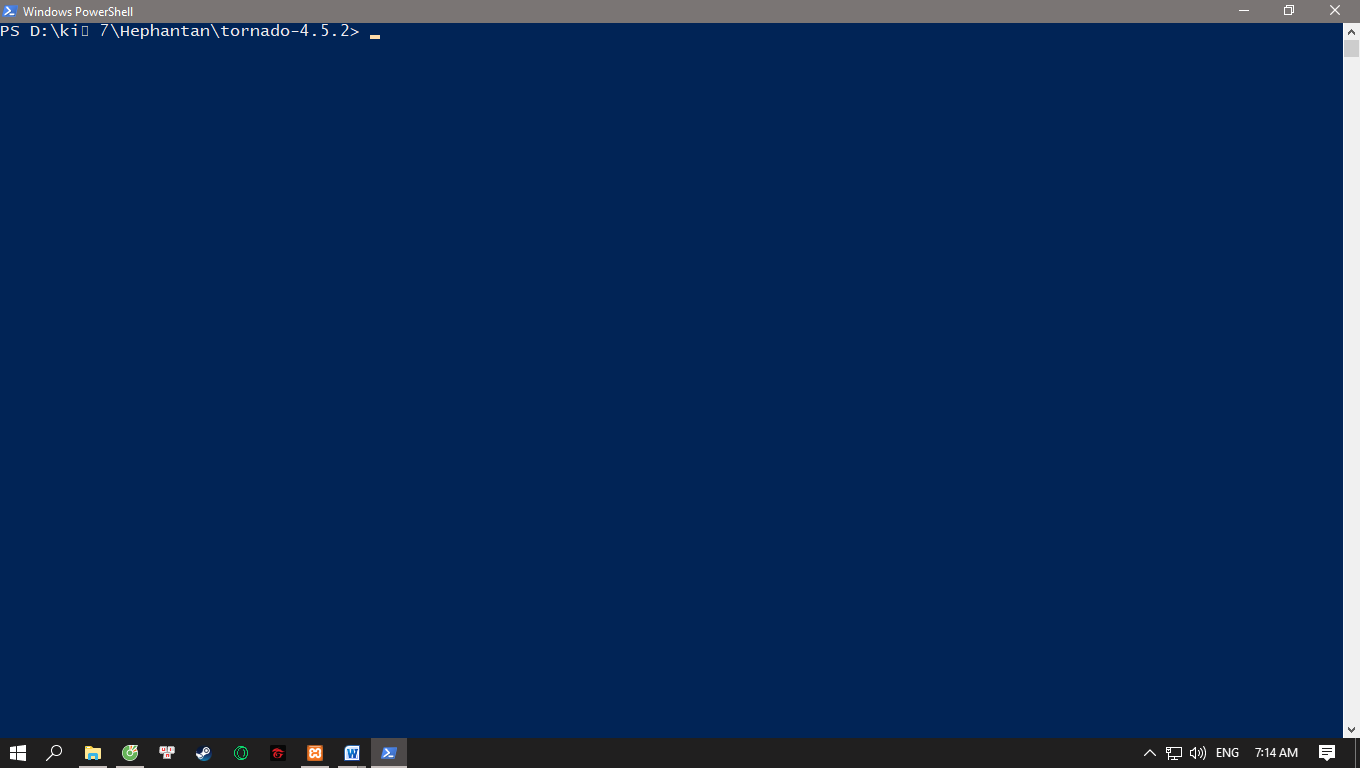 Windows PowerShell
PS D:\ki 7\Hephantan\tornado-4.5.2>
ENG 7:14 AM